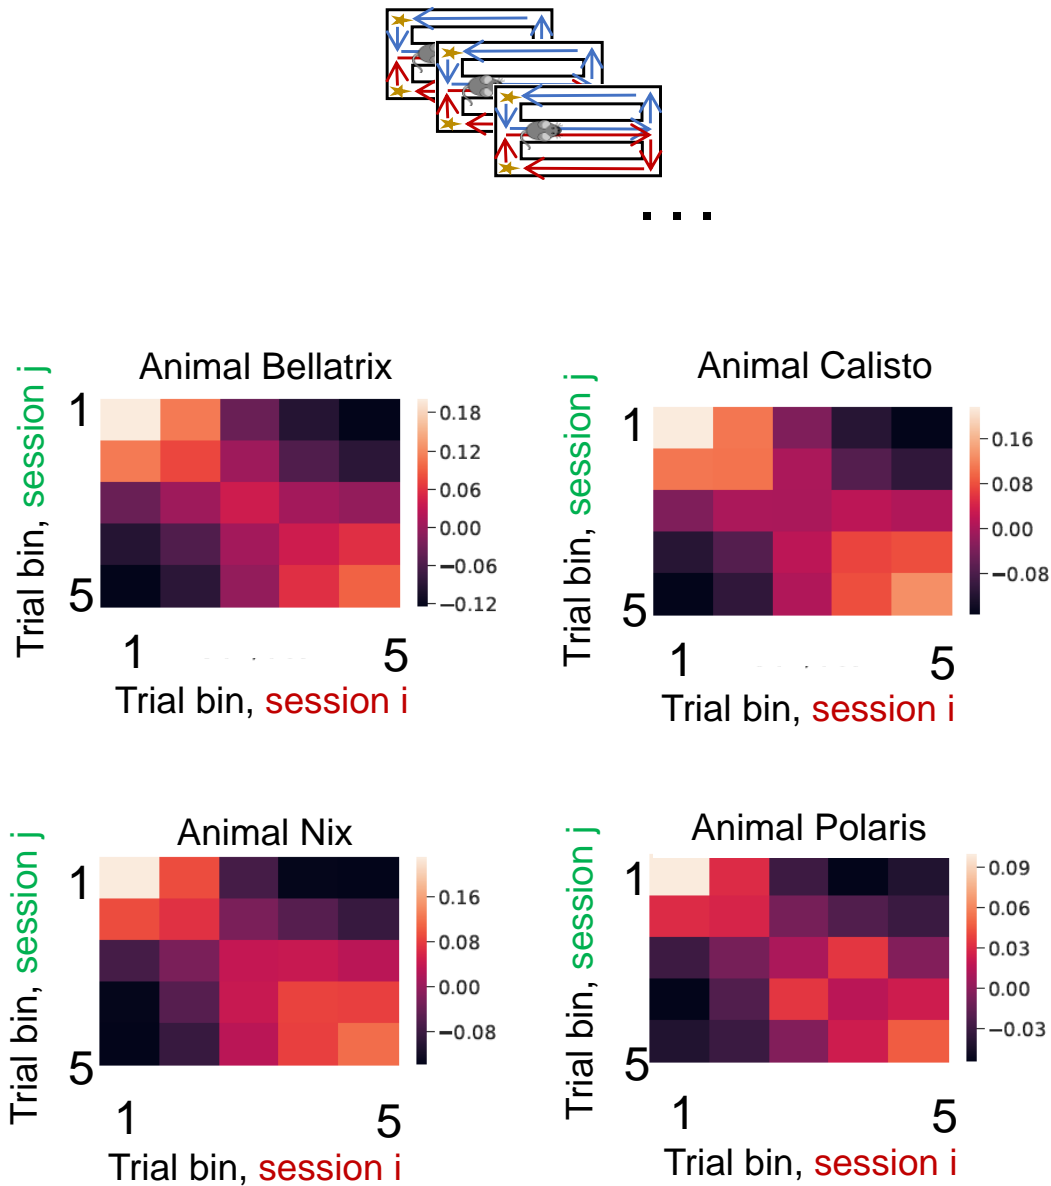 . . .
Animal Bellatrix
Trial bin, session j
1
5
0.18
0.12
0.06
0.00
−0.06
−0.12
1
5
Trial bin, session i
Animal Calisto
Trial bin, session j
1
5
0.16
0.08
0.00
−0.08
1
5
Trial bin, session i
Animal Nix
Trial bin, session j
1
5
0.16
0.08
0.00
−0.08
1
5
Trial bin, session i
Animal Polaris
Trial bin, session j
1
5
0.09
0.06
0.03
0.00
−0.03
1
5
Trial bin, session i